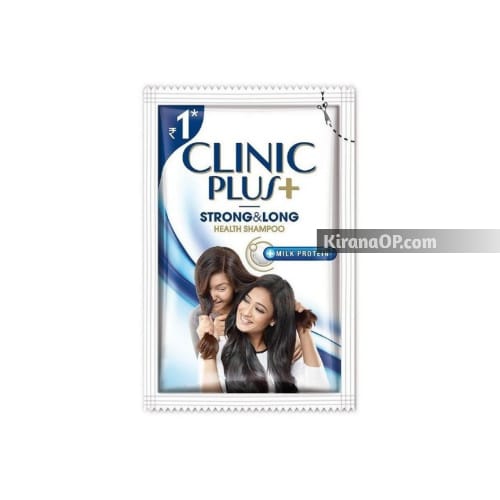 ₹1*
CLINIC
PLUS+
STRONG&LONG
HEALTH SHAMPOO
+MILK PROTEIN
KiranaOP.com